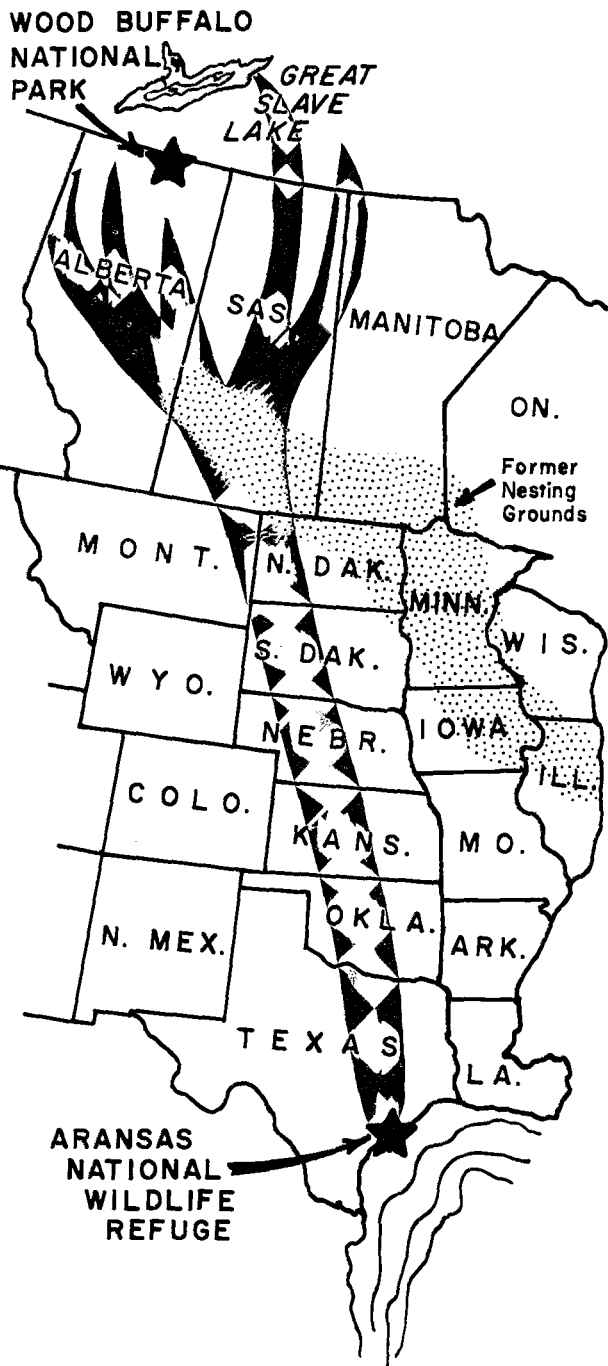 WOOD BUFFALO
NATIONAL
PARK
GREAT
SLAVE
LAKE
ALBERTA
SAS
MANITOBA
ON.
Former
Nesting
Grounds
MONT.
N. DAK.
MINN.
WIS.
S. DAK.
WYO.
NEBR.
IOWA
ILL.
COLO.
KANS.
MO.
OKLA.
N. MEX.
ARK.
TEXAS
LA.
ARANSAS
NATIONAL
WILDLIFE
REFUGE